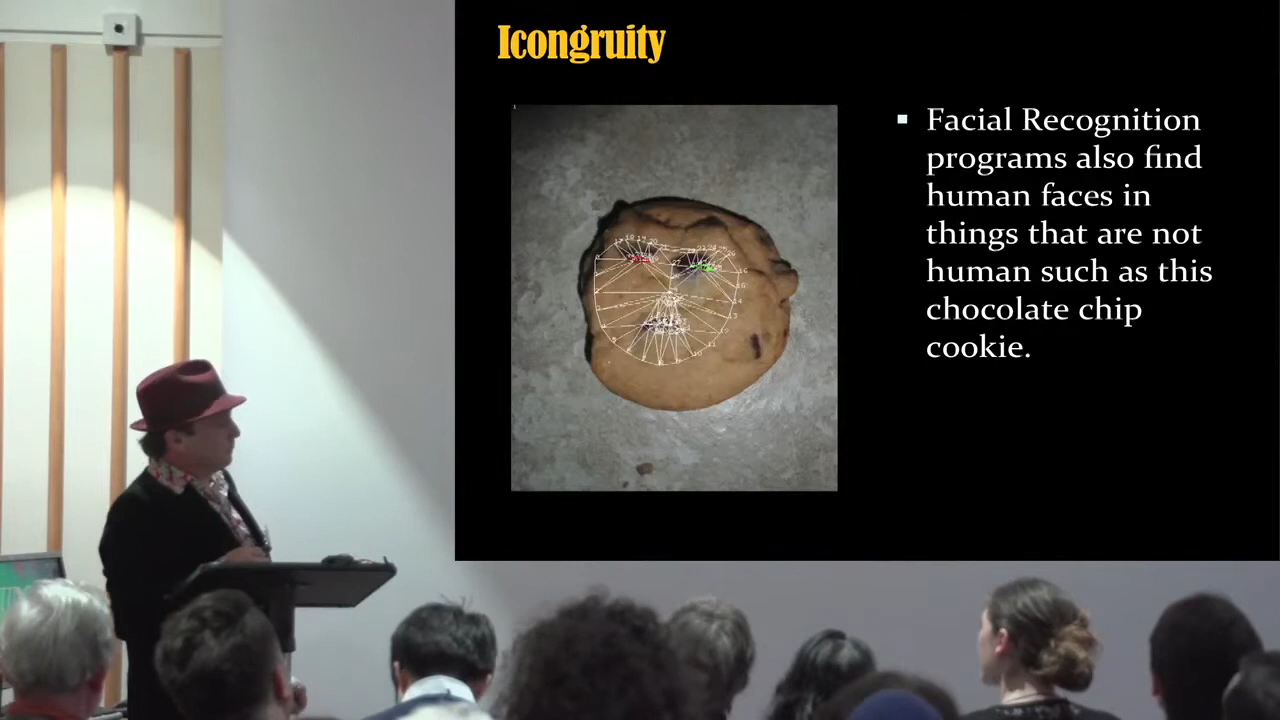 Icongruity
Facial Recognition
programs also find
human faces in
things that are not
human such as this
chocolate chip
cookie.